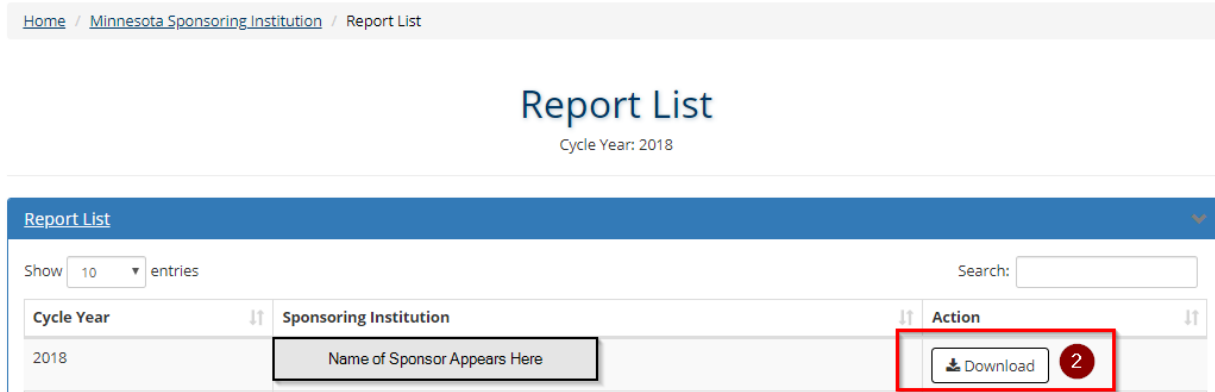 Home / Minnesota Sponsoring Institution / Report List
Report List
Cycle Year: 2018
Report List
Show 10 entries Search:
Cycle Year Sponsoring Institution Action
2018 Name of Sponsor Appears Here Download 2